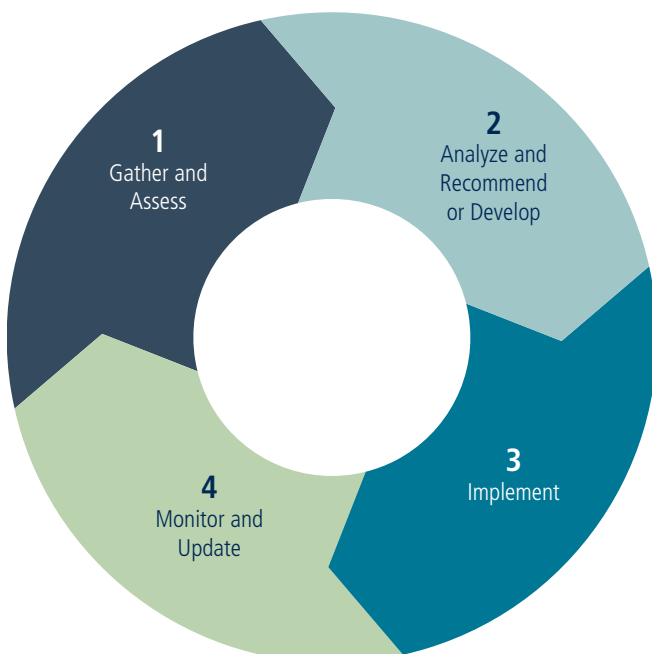 1
Gather and
Assess
2
Analyze and
Recommend
or Develop
3
Implement
4
Monitor and
Update